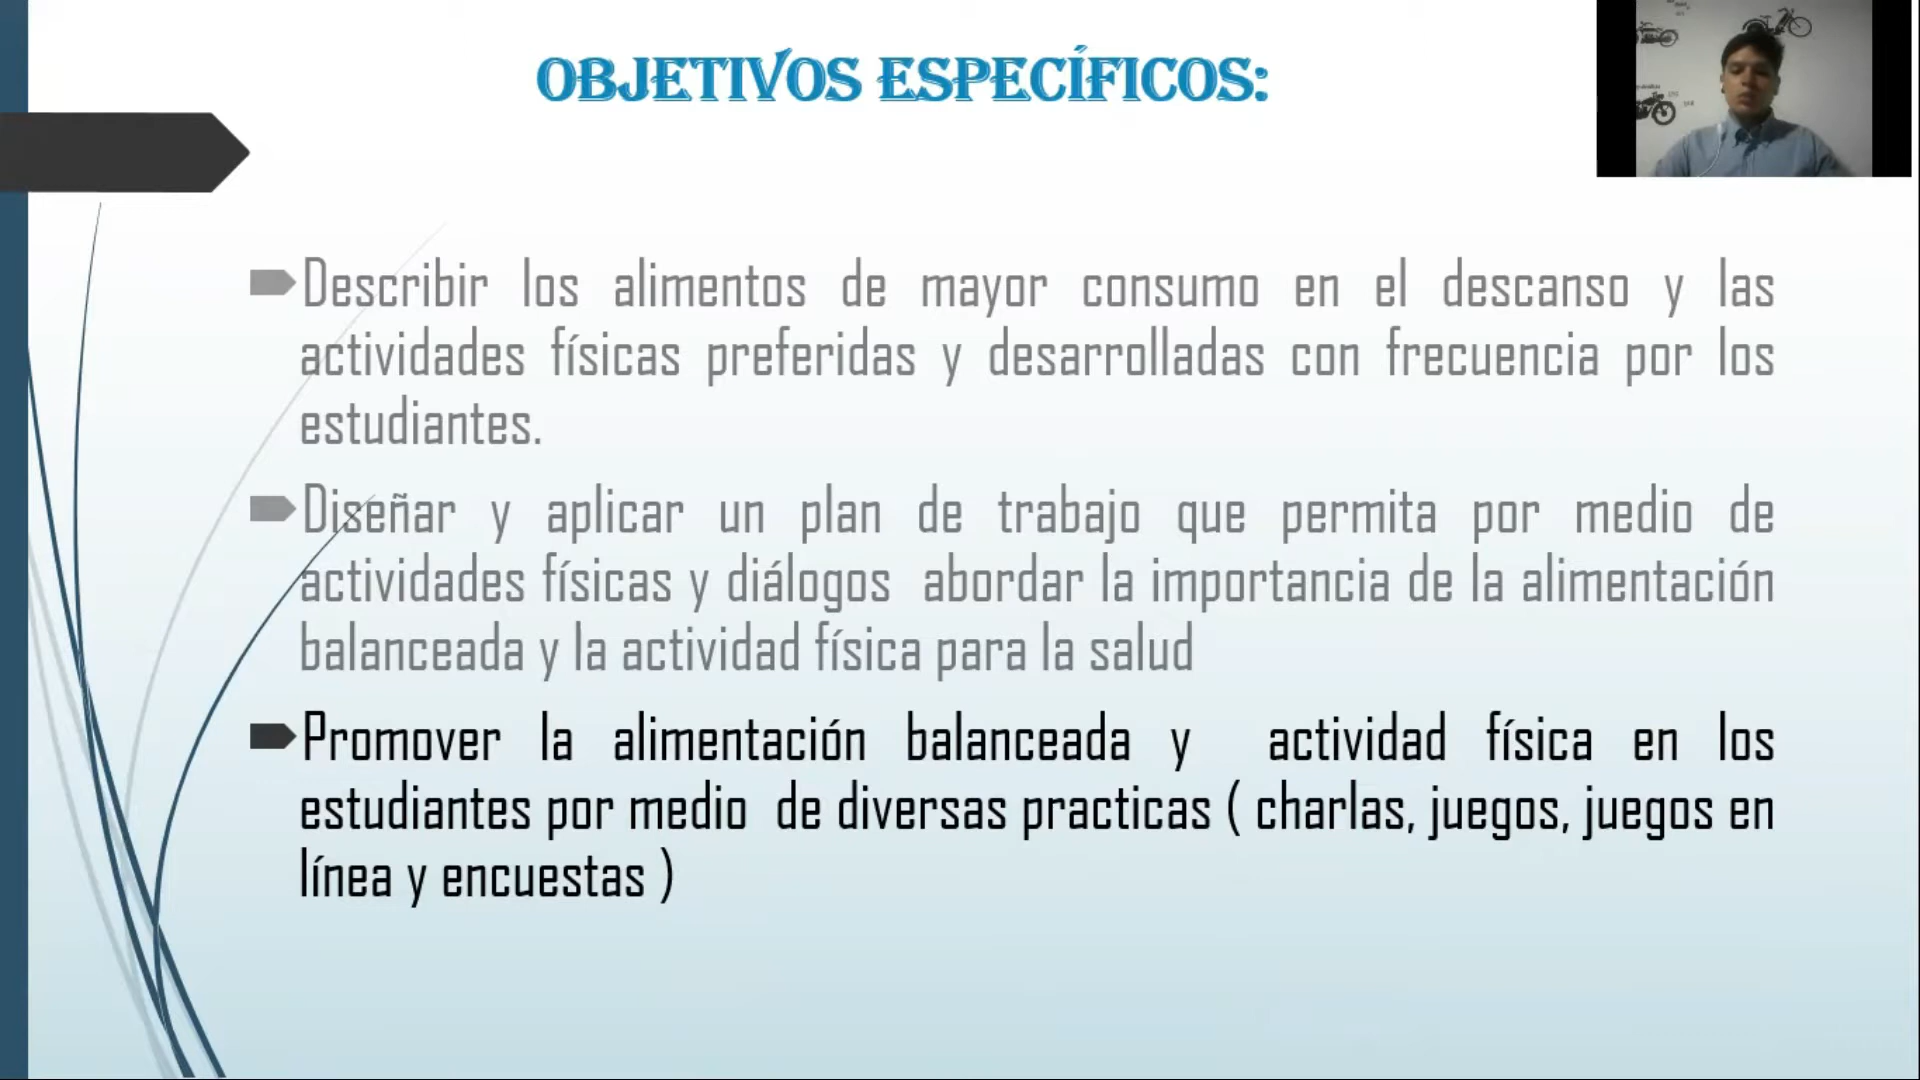 OBJETIVOS ESPECÍFICOS:
Describir los alimentos de mayor consumo en el descanso y las
actividades físicas preferidas y desarrolladas con frecuencia por los
estudiantes.
Diseñar y aplicar un plan de trabajo que permita por medio de
actividades físicas y diálogos abordar la importancia de la alimentación
balanceada y la actividad física para la salud
Promover la alimentación balanceada y actividad física en los
estudiantes por medio de diversas practicas ( charlas, juegos, juegos en
línea y encuestas )